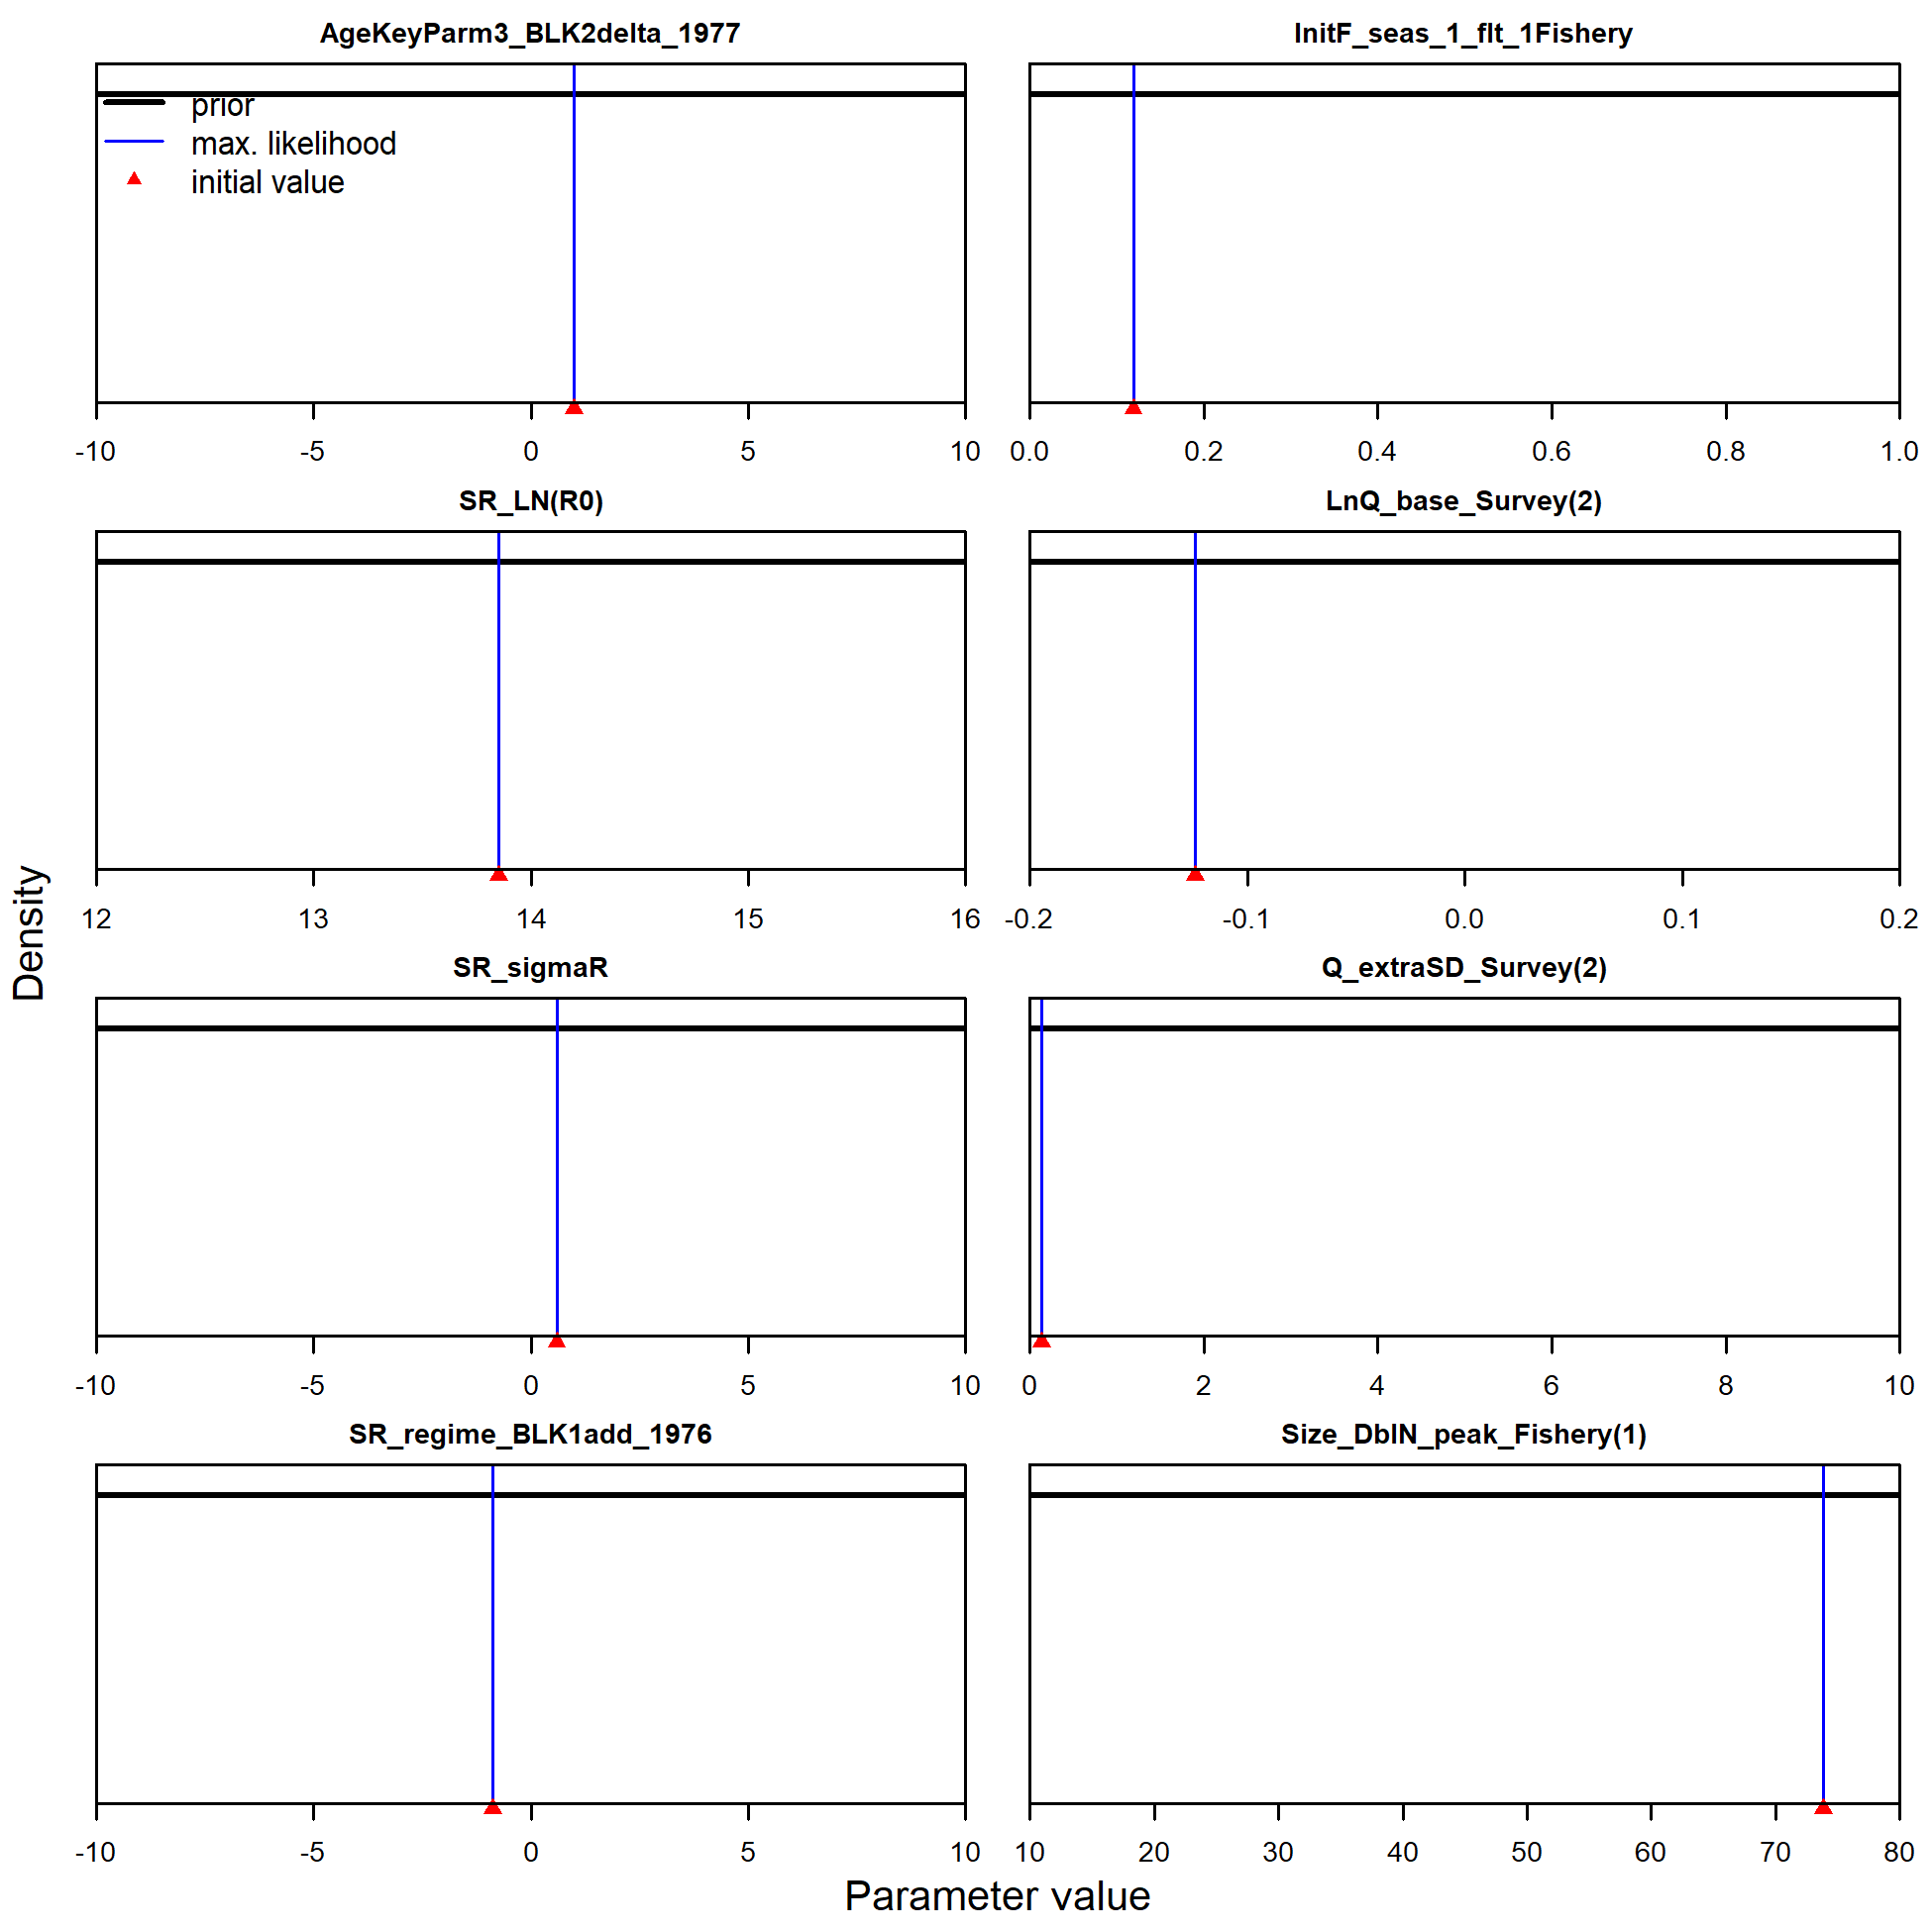 AgeKeyParm3_BLK2delta_1977
prior
max. likelihood
initial value
-10 -5 0 5 10
InitF_seas_1_flt_1Fishery
0.0 0.2 0.4 0.6 0.8 1.0
SR_LN(R0)
12 13 14 15 16
LnQ_base_Survey(2)
-0.2 -0.1 0.0 0.1 0.2
SR_sigmaR
-10 -5 0 5 10
Q_extraSD_Survey(2)
0 2 4 6 8 10
SR_regime_BLK1add_1976
-10 -5 0 5 10
Size_DblN_peak_Fishery(1)
10 20 30 40 50 60 70 80
Density
Parameter value